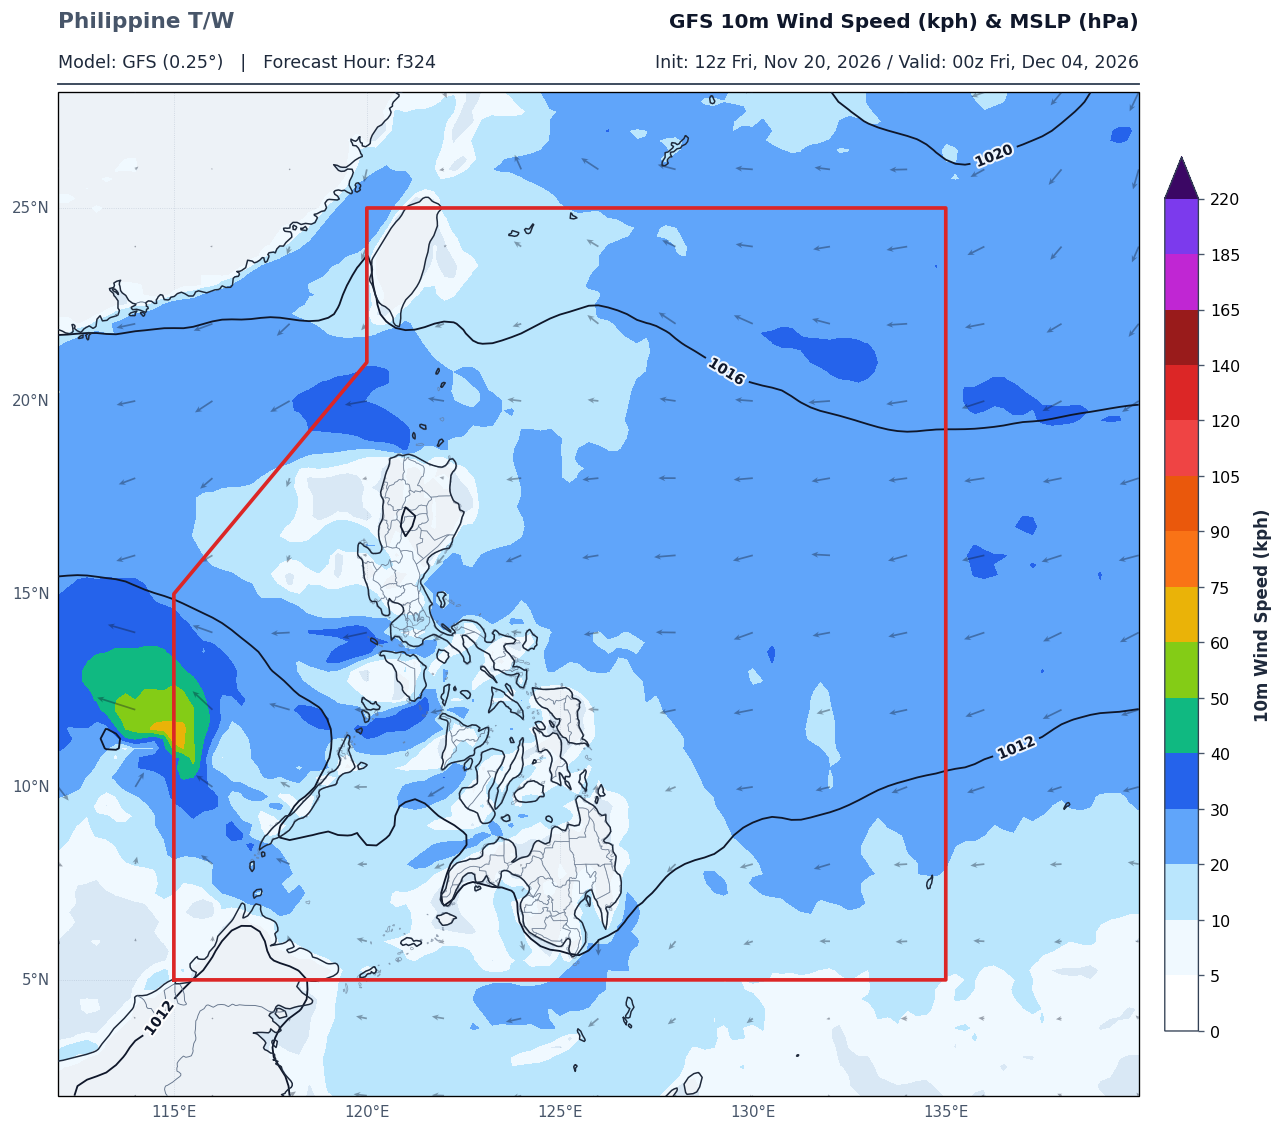 Philippine T/W
GFS 10m Wind Speed (kph) & MSLP (hPa)
Model: GFS (0.25°) | Forecast Hour: f324
Init: 12z Fri, Nov 20, 2026 / Valid: 00z Fri, Dec 04, 2026
1020
1016
1012
1012
25°N
20°N
15°N
10°N
5°N
115°E
120°E
125°E
130°E
135°E
220
185
165
140
120
105
90
75
60
50
40
30
20
10
5
0
10m Wind Speed (kph)